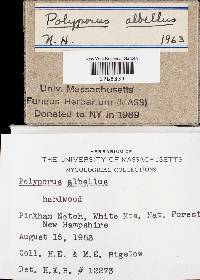 Polyporus albellus
N.H. 1963
New York Botanical Garden
Univ. Massachusetts
Fungus Herbarium (MASS)
Donated to NY in 1989
HERBARIUM OF
THE UNIVERSITY OF MASSACHUSETTS
MYCOLOGICAL COLLECTIONS
Polyporus albellus
hardwood
Pinkham Notch, White Mts. Nat. Forest
New Hampshire
August 16, 1963
Coll. H.E. & M.E. Bigelow
Det. H.E.B. # 12273